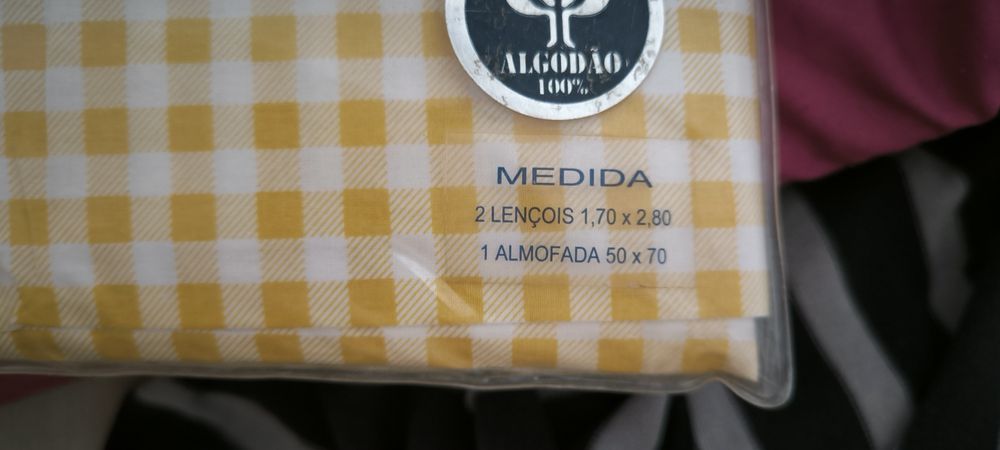 ALGODÃO
100%
MEDIDA
2 LENÇOIS 1,70 x 2,80
1 ALMOFADA 50 x 70